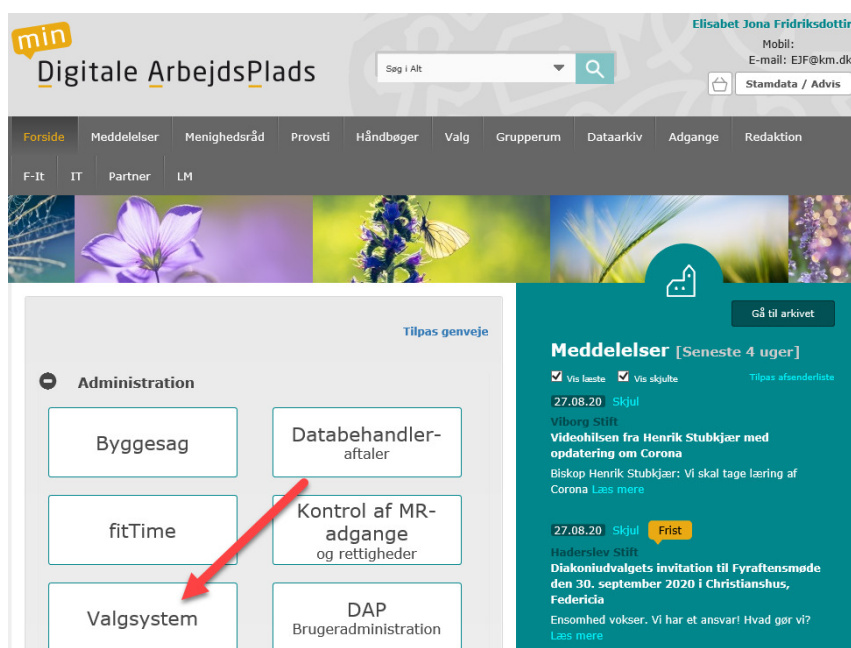 min
Digitale ArbejdsPlads
Søg i Alt
Elisabet Jona Fridriksdottir
Mobil:
E-mail: EJF@km.dk
Stamdata / Advis
Forside Meddelelser Menighedsråd Provsti Håndbøger Valg Grupperum Dataarkiv Adgange Redaktion
F-It IT Partner LM
Tilpas genveje
Administration
Byggesag
Databehandler-
aftaler
fitTime
Kontrol af MR-
adgange
og rettigheder
Valgsystem
DAP
Brugeradministration
Gå til arkivet
Meddelelser [Seneste 4 uger]
Vis læste Vis skjulte Tilpas afsenderliste
27.08.20 Skjul
Viborg Stift
Videohilsen fra Henrik Stubkjær med
opdatering om Corona
Biskop Henrik Stubkjær: Vi skal tage læring af
Corona Læs mere
27.08.20 Skjul Frist
Haderslev Stift
Diakoniudvalgets invitation til Fyraftensmøde
den 30. september 2020 i Christianshus,
Federicia
Ensomhed vokser. Vi har et ansvar! Hvad gør vi?
Læs mere